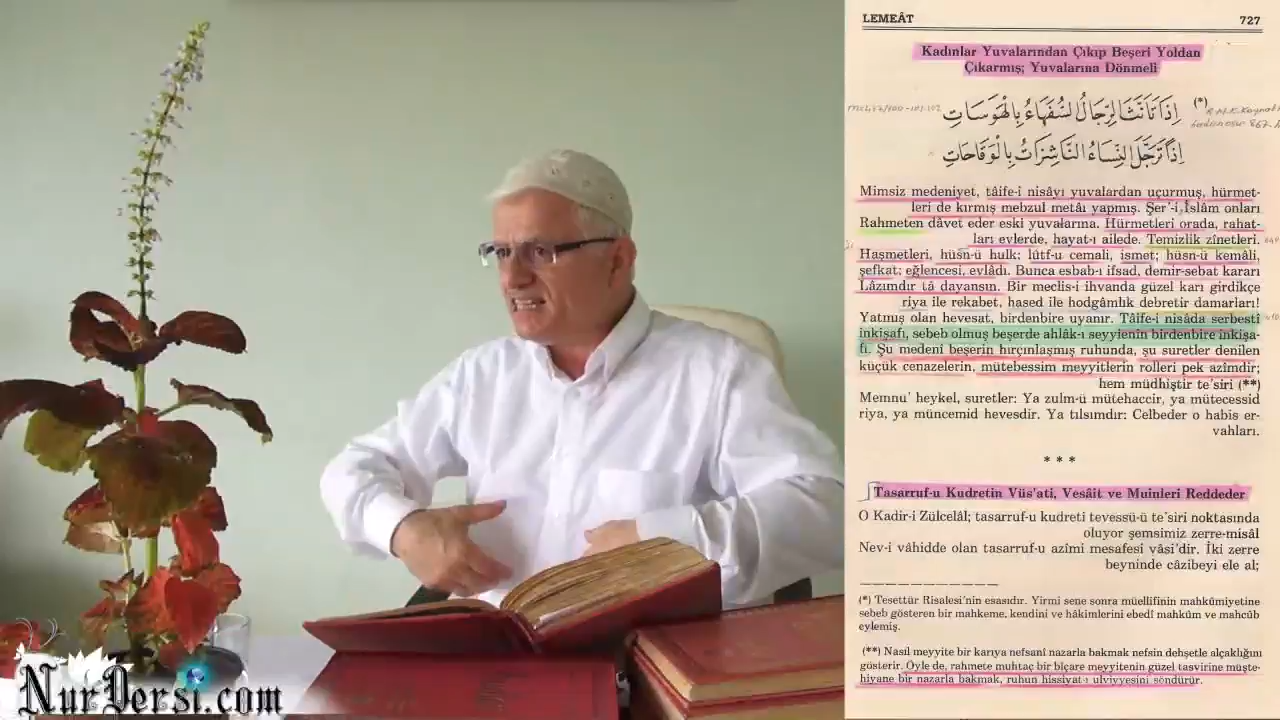 LEMEÂT 727
Kadınlar Yuvalarından Çıkıp Beşeri Yoldan
Çıkarmış; Yuvalarına Dönmeli
(*) اِذَا تَاَنَّثَ الرِّجَالُ السُّفَهَاءُ بِالْهَوَسَاتِ
اِذًا تَرَجَّلَ النِّسَاءُ النَّاشِزَاتُ بِالْوَقَاحَاتِ
Mimsiz medeniyet, tâife-i nisâyı yuvalardan uçurmuş, hürmet-
leri de kırmış mebzul metâı yapmış. Şer'-i İslâm onları
Rahmeten dâvet eder eski yuvalarına. Hürmetleri orada, rahat-
ları evlerde, hayat-ı ailede. Temizlik zînetleri.
Haşmetleri, hüsn-ü hulk; lûtf-u cemali, ismet; hüsn-ü kemâli,
şefkat; eğlencesi, evlâdı. Bunca esbab-ı ifsad, demir-sebat kararı
Lâzımdır tâ dayansın. Bir meclis-i ihvanda güzel karı girdikçe
riya ile rekabet, hased ile hodgâmlık debretir damarları!
Yatmış olan hevesat, birdenbire uyanır. Tâife-i nisâda serbestî
inkişafı, sebeb olmuş beşerde ahlâk-ı seyyienin birdenbire inkişa-
fı. Şu medenî beşerin hırçınlaşmış ruhunda, şu suretler denilen
küçük cenazelerin, mütebessim meyyitlerin rolleri pek azîmdir;
hem müdhiştir te'siri (**)
Memnu' heykel, suretler: Ya zulm-ü mütehaccir, ya mütecessid
riya, ya müncemid hevesdir. Ya tılsımdır: Celbeder o habis er-
vahları.
* * *
Tasarruf-u Kudretin Vüs'ati, Vesâit ve Muinleri Reddeder
O Kadir-i Zülcelâl; tasarruf-u kudreti tevessü-ü te'siri noktasında
oluyor şemsimiz zerre-misâl
Nev-i vâhidde olan tasarruf-u azîmi mesafesi vâsi'dir. İki zerre
beyninde câzibeyi ele al;
(*) Tesettür Risalesi'nin esasıdır. Yirmi sene sonra müellifinin mahkûmiyetine
sebeb gösteren bir mahkeme, kendini ve hâkimlerini ebedî mahkûm ve mahcûb
eylemiş.
(**) Nasıl meyyite bir karıya nefsanî nazarla bakmak nefsin dehşetle alçaklığını
gösterir. Öyle de, rahmete muhtaç bir bîçare meyyitenin güzel tasvirine müşte-
hiyane bir nazarla bakmak, ruhun hissiyat-ı ulviyyesini söndürür.
NurDersi.com